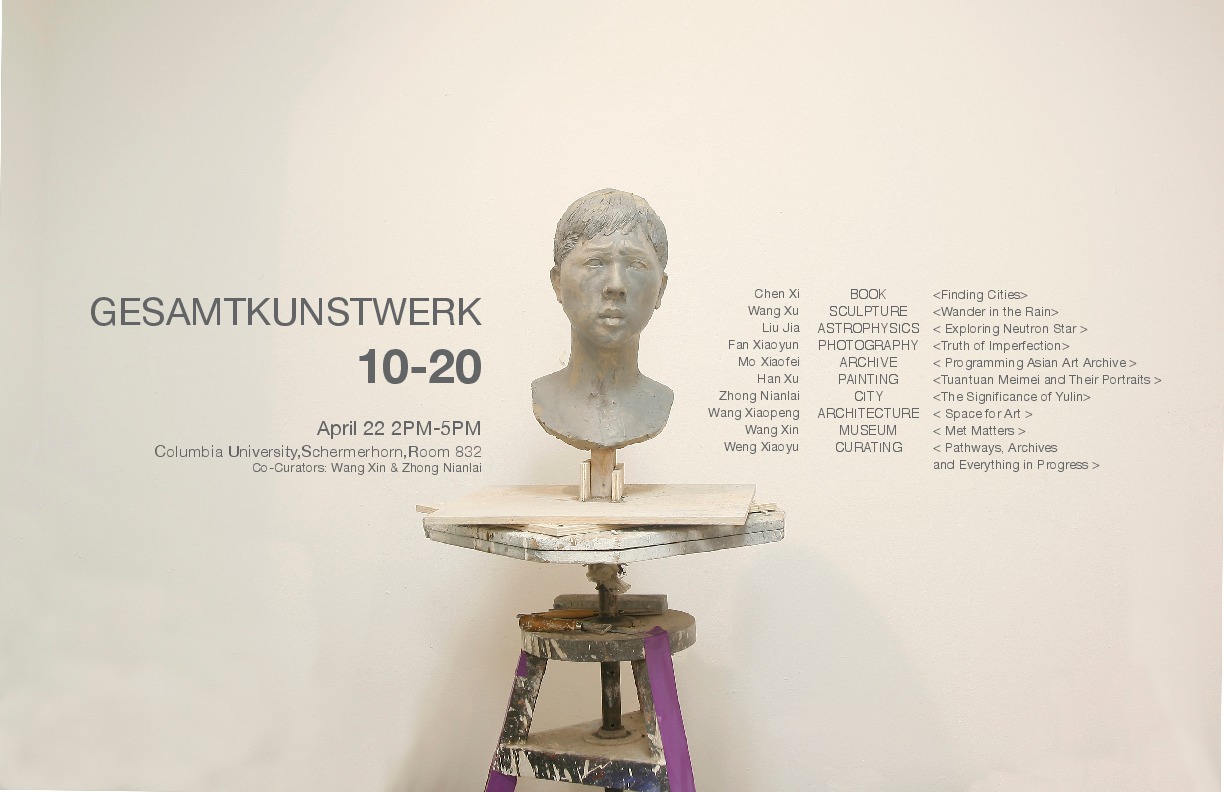 GESAMTKUNSTWERK
10-20
April 22 2PM-5PM
Columbia University,Schermerhorn,Room 832
Co-Curators: Wang Xin & Zhong Nianlai
Chen Xi BOOK <Finding Cities>
Wang Xu SCULPTURE <Wander in the Rain>
Liu Jia ASTROPHYSICS < Exploring Neutron Star >
Fan Xiaoyun PHOTOGRAPHY <Truth of Imperfection>
Mo Xiaofei ARCHIVE < Programming Asian Art Archive >
Han Xu PAINTING <Tuantuan Meimei and Their Portraits >
Zhong Nianlai CITY <The Significance of Yulin>
Wang Xiaopeng ARCHITECTURE < Space for Art >
Wang Xin MUSEUM < Met Matters >
Weng Xiaoyu CURATING < Pathways, Archives
and Everything in Progress >